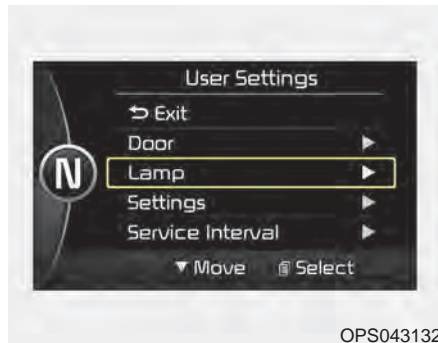 User Settings
Exit
Door
N
Lamp
Settings
Service Interval
Move Select
OPS043132